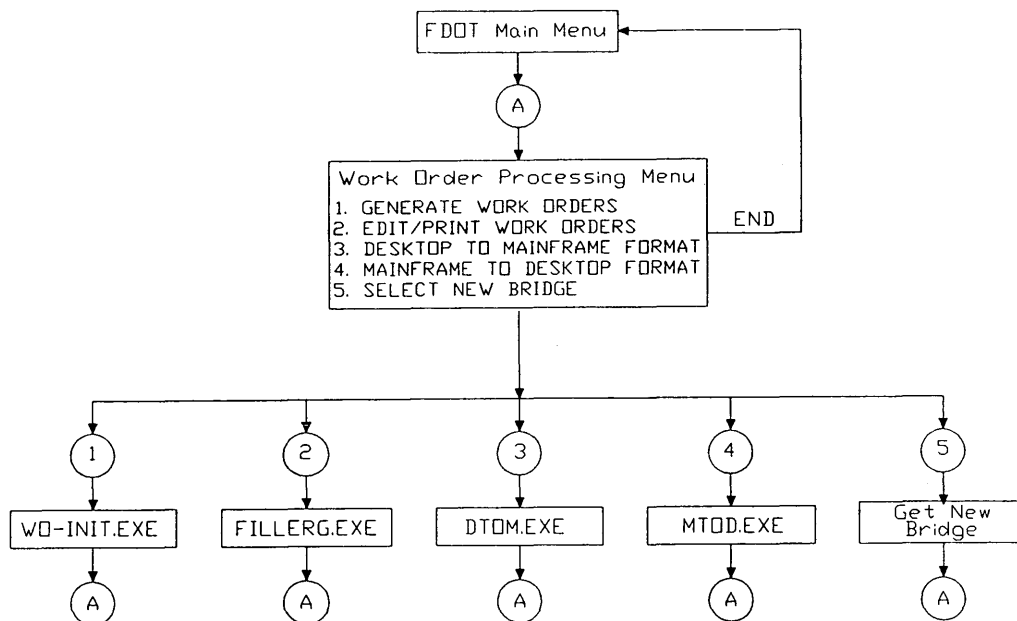 FDOT Main Menu
A
Work Order Processing Menu
1. GENERATE WORK ORDERS
2. EDIT/PRINT WORK ORDERS
3. DESKTOP TO MAINFRAME FORMAT
4. MAINFRAME TO DESKTOP FORMAT
5. SELECT NEW BRIDGE
END
1
2
3
4
5
WO-INIT.EXE
FILLERG.EXE
DTOM.EXE
MTOD.EXE
Get New
Bridge
A
A
A
A
A